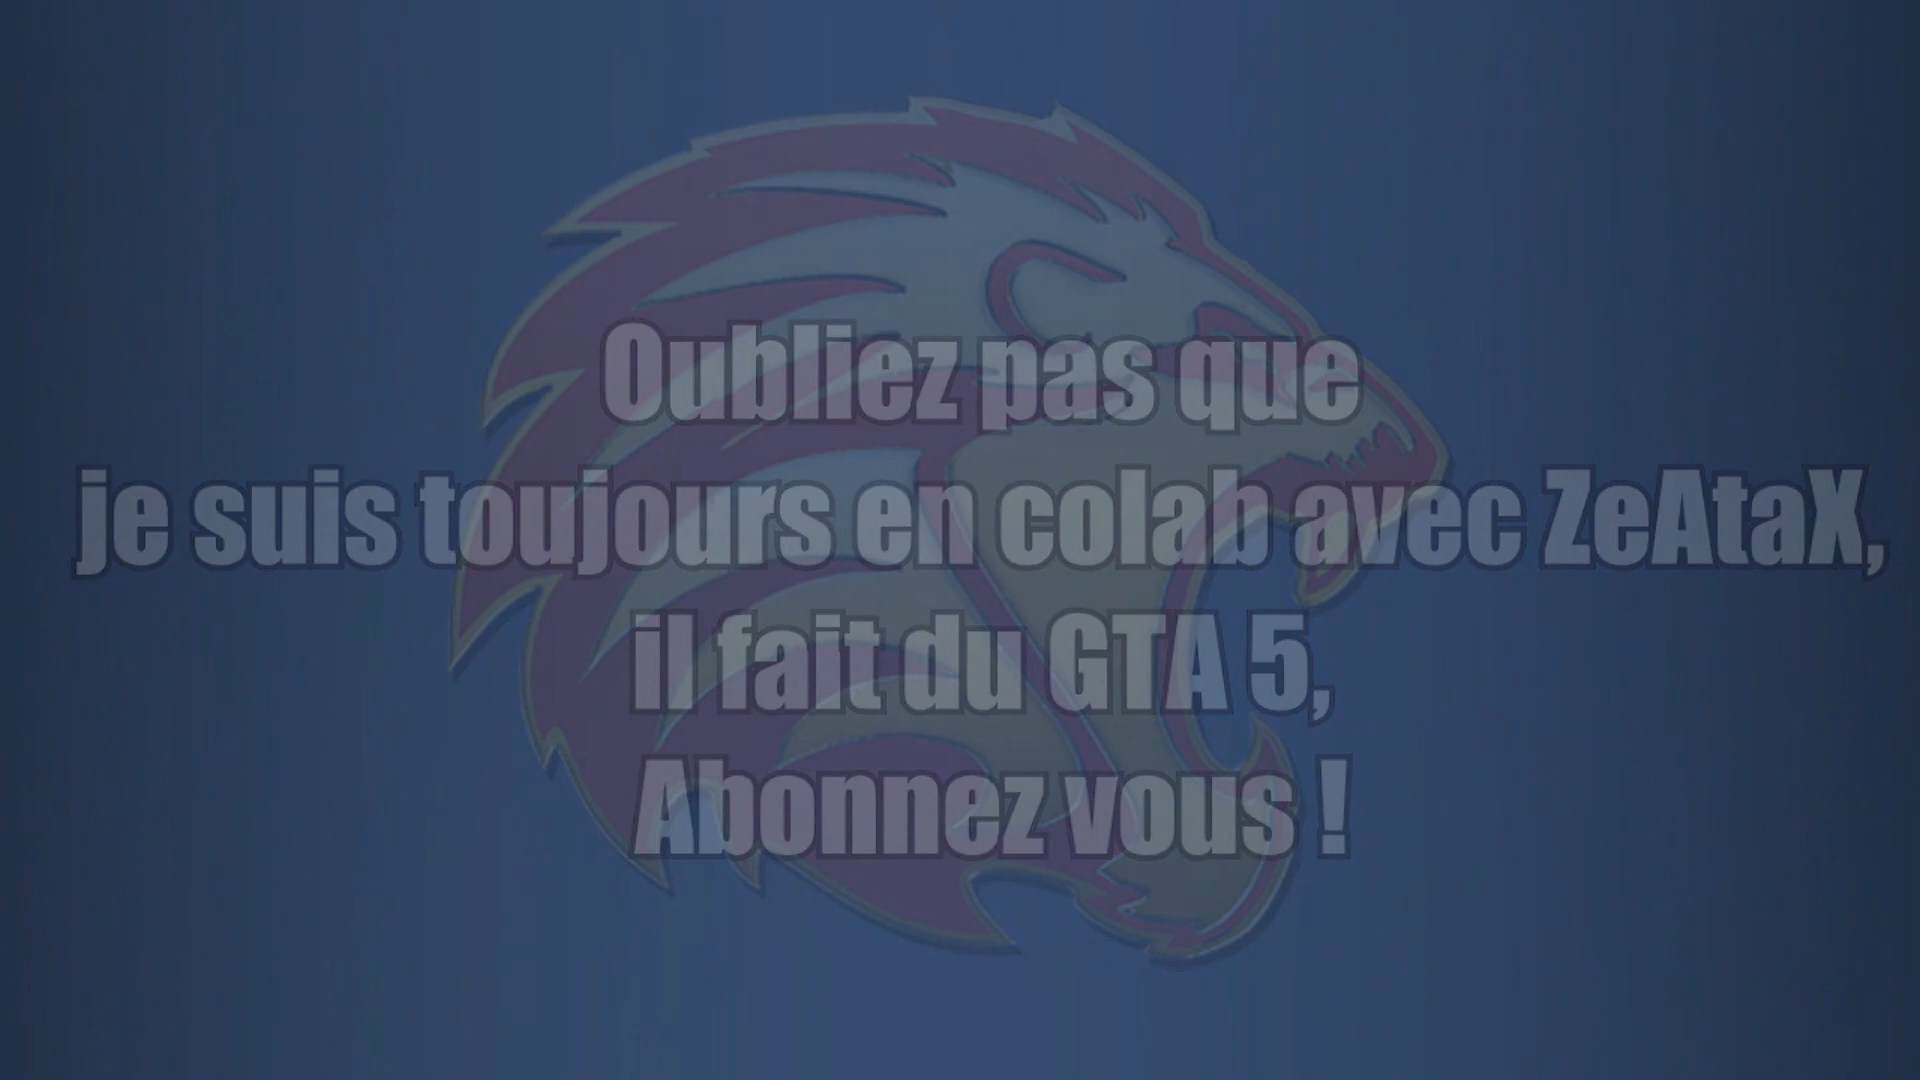 Oubliez pas que
je suis toujours en colab avec ZeAtaX,
il fait du GTA 5,
Abonnez vous !